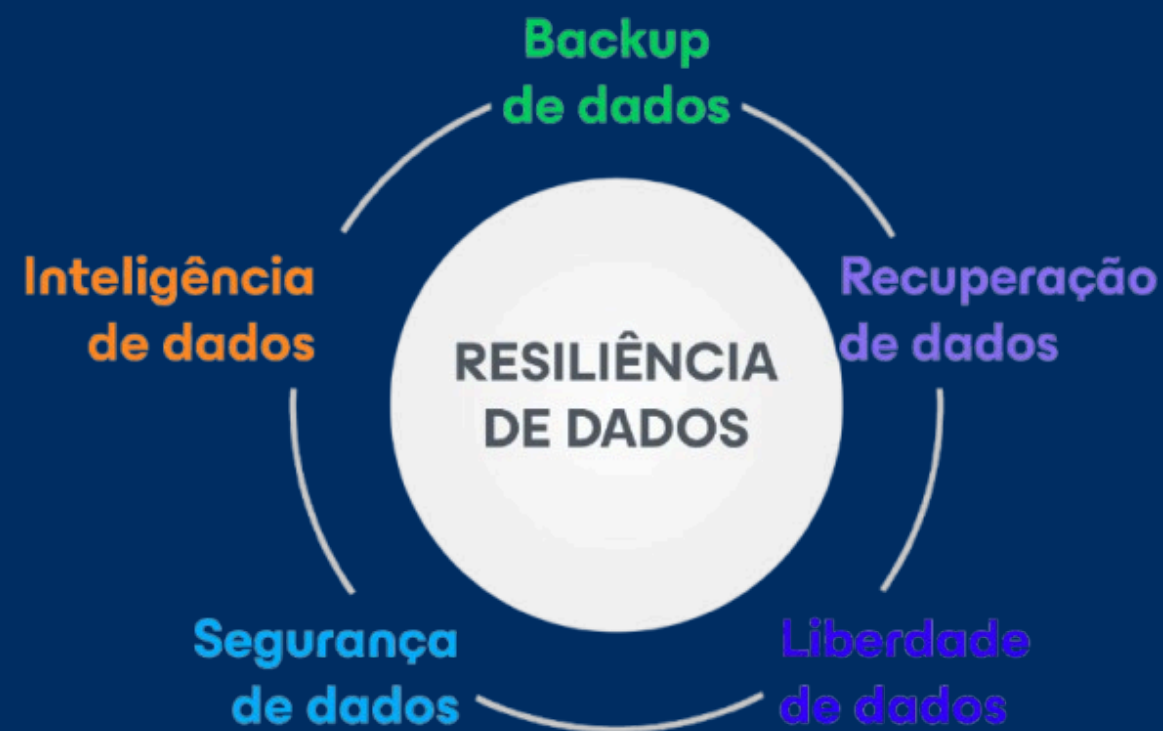 Backup
de dados
Inteligência
de dados
Recuperação
de dados
RESILIÊNCIA
DE DADOS
Segurança
de dados
Liberdade
de dados